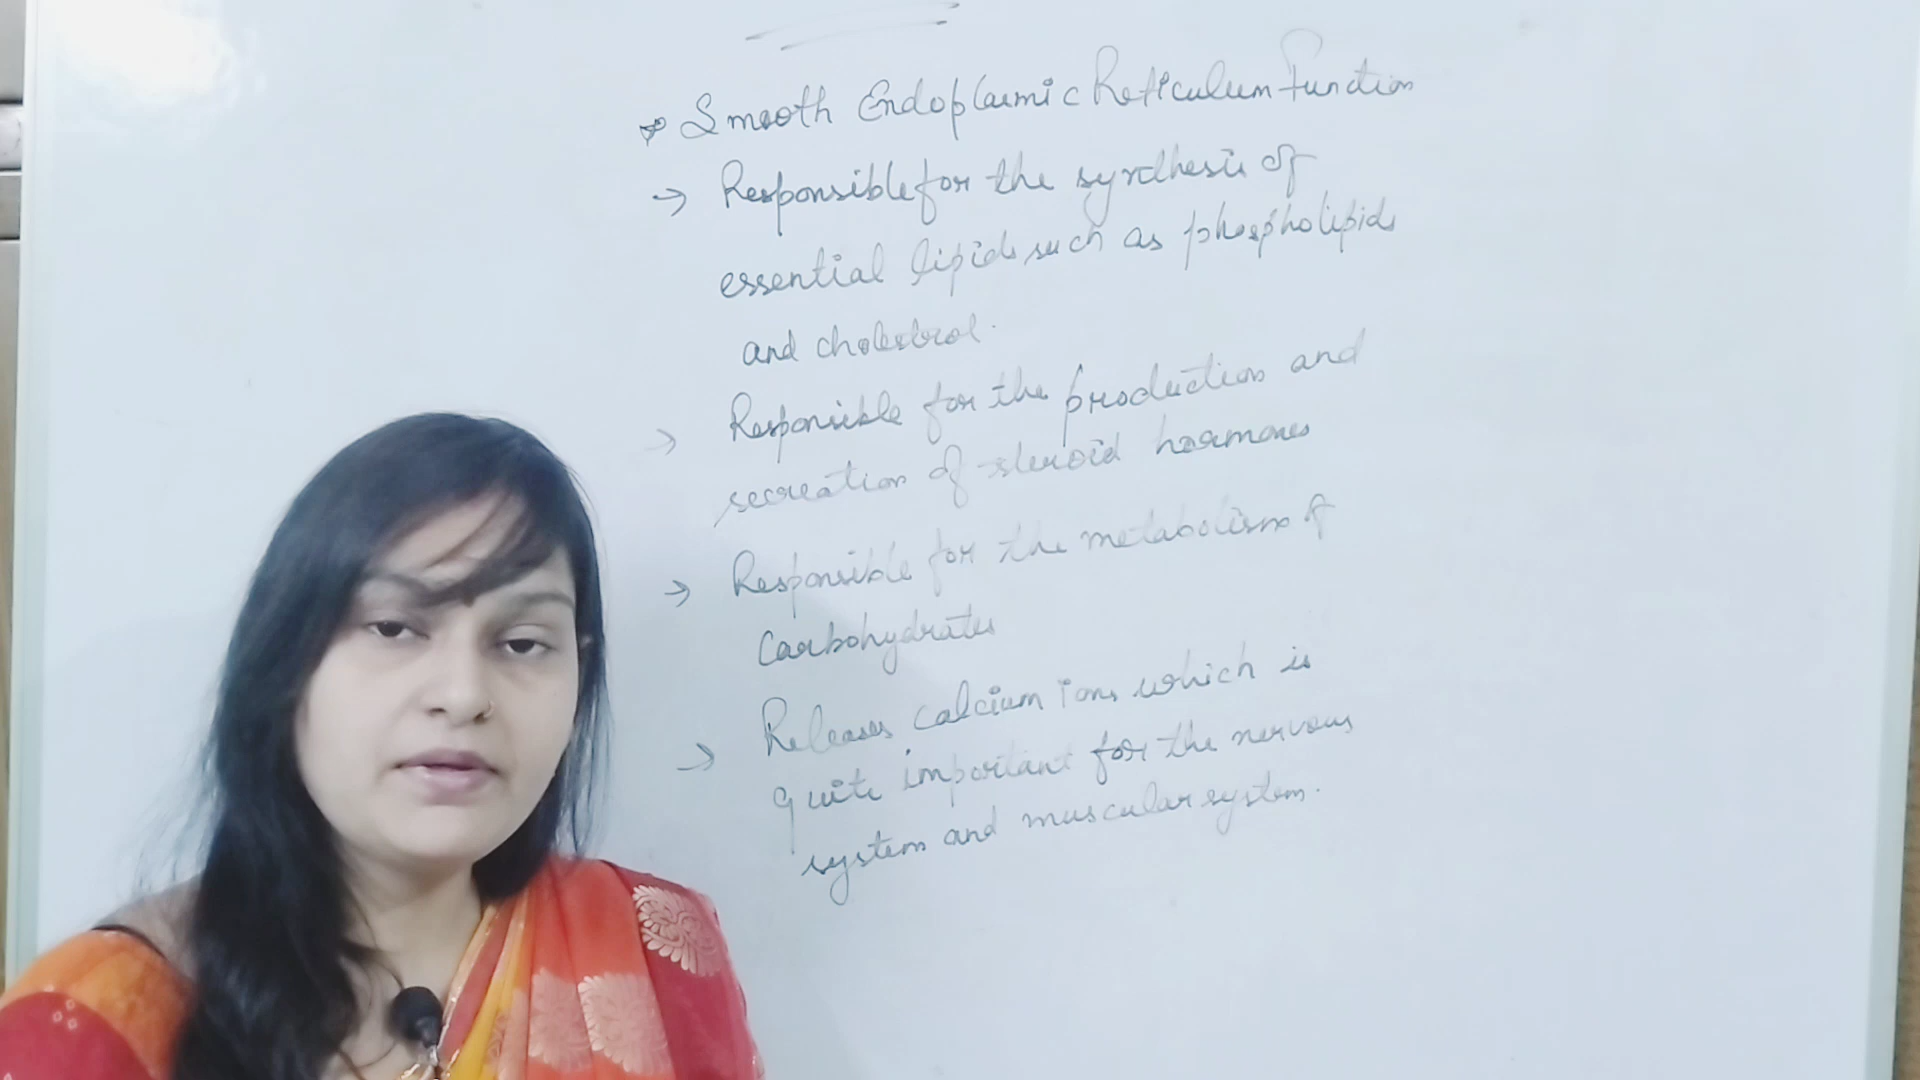 Smooth Endoplasmic Reticulum Function
→ Responsible for the synthesis of
essential lipids such as phospholipids
and cholestrol.
→ Responsible for the production and
secreation of steroid hormones
→ Responsible for the metabolism of
Carbohydrates
→ Releases calcium ions which is
quite important for the nervous
system and muscular system.